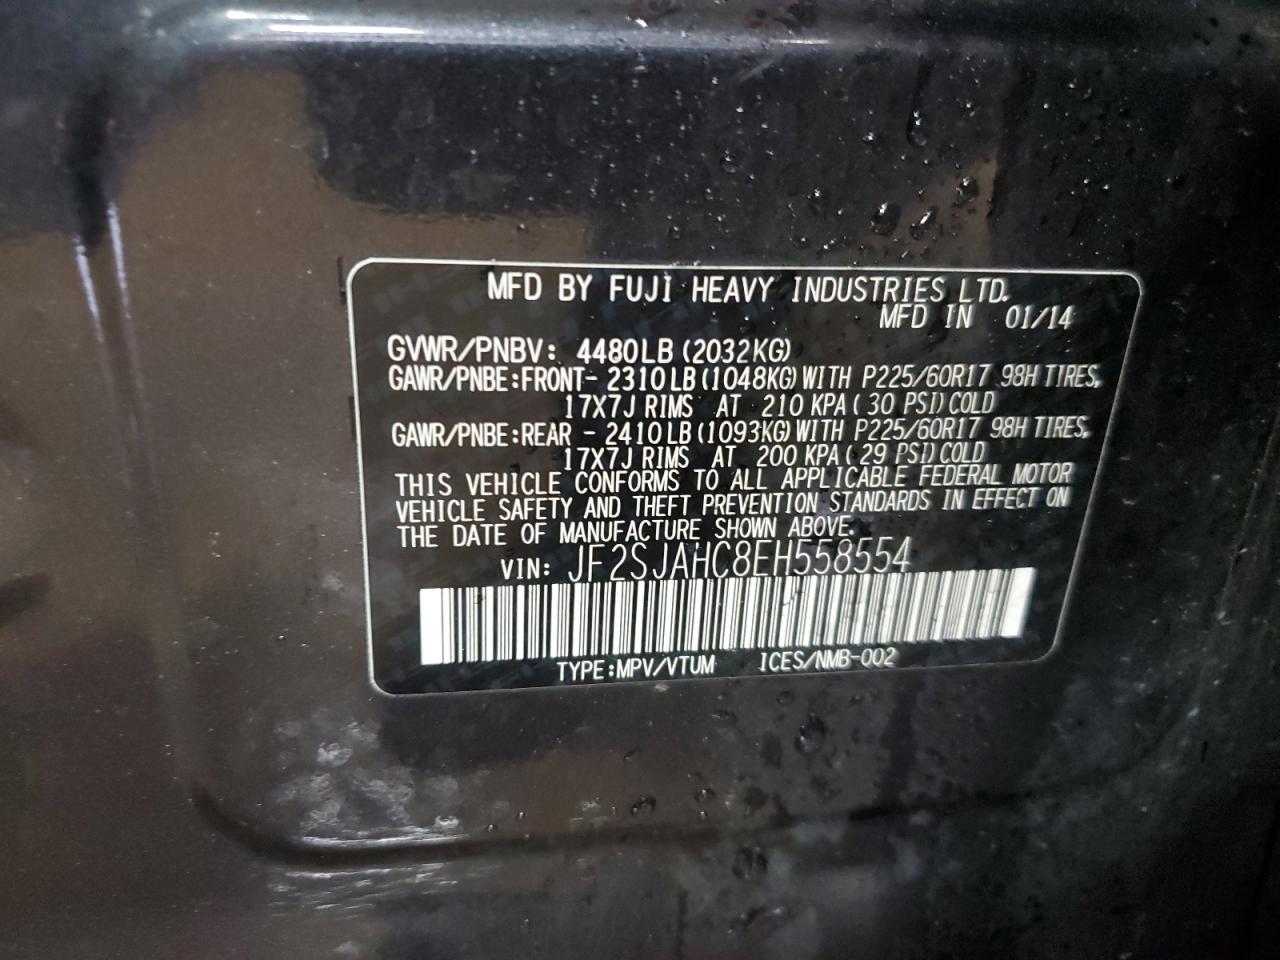 MFD BY FUJI HEAVY INDUSTRIES LTD.
MFD IN 01/14
GVWR/PNBV: 4480LB (2032KG)
GAWR/PNBE:FRONT- 2310LB(1048KG)WITH P225/60R17 98H TIRES,
17X7J RIMS AT 210 KPA( 30 PSI)COLD
GAWR/PNBE:REAR - 2410LB(1093KG)WITH P225/60R17 98H TIRES,
17X7J RIMS AT 200 KPA( 29 PSI)COLD
THIS VEHICLE CONFORMS TO ALL APPLICABLE FEDERAL MOTOR
VEHICLE SAFETY AND THEFT PREVENTION STANDARDS IN EFFECT ON
THE DATE OF MANUFACTURE SHOWN ABOVE.
VIN: JF2SJAHC8EH558554
TYPE:MPV/VTUM ICES/NMB-002